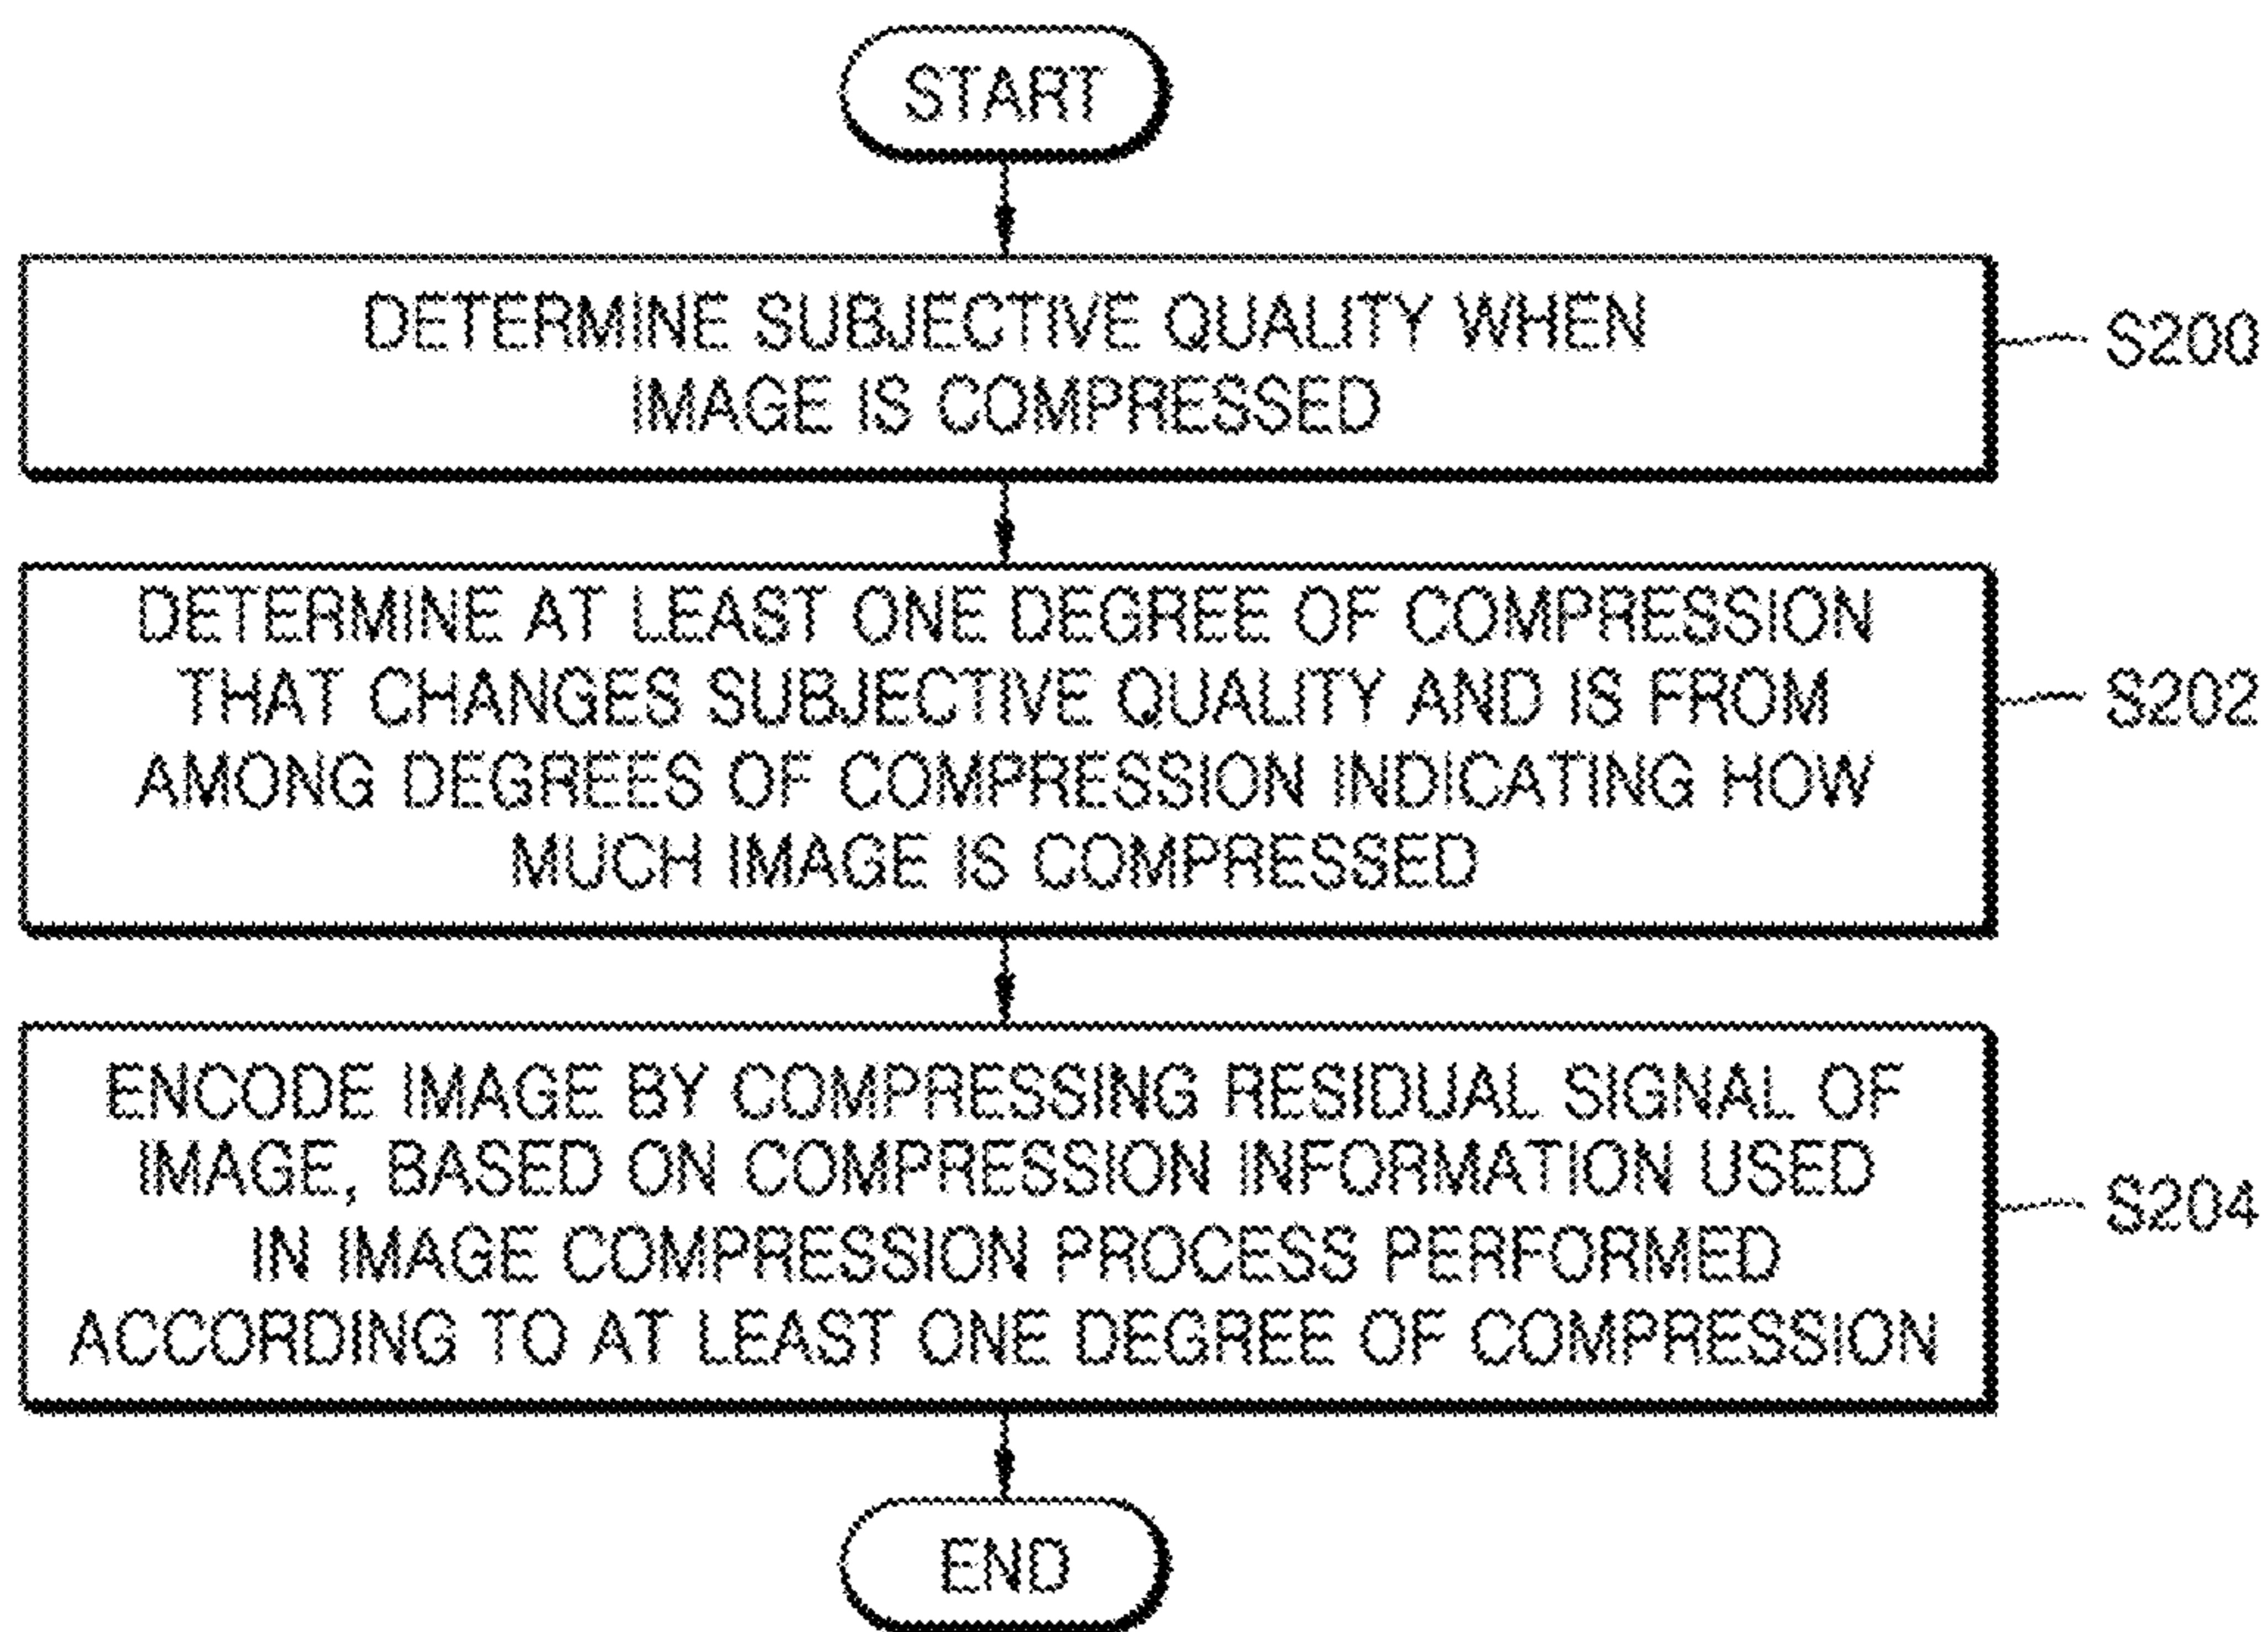 START
DETERMINE SUBJECTIVE QUALITY WHEN
IMAGE IS COMPRESSED
S200
DETERMINE AT LEAST ONE DEGREE OF COMPRESSION
THAT CHANGES SUBJECTIVE QUALITY AND IS FROM
AMONG DEGREES OF COMPRESSION INDICATING HOW
MUCH IMAGE IS COMPRESSED
S202
ENCODE IMAGE BY COMPRESSING RESIDUAL SIGNAL OF
IMAGE, BASED ON COMPRESSION INFORMATION USED
IN IMAGE COMPRESSION PROCESS PERFORMED
ACCORDING TO AT LEAST ONE DEGREE OF COMPRESSION
S204
END